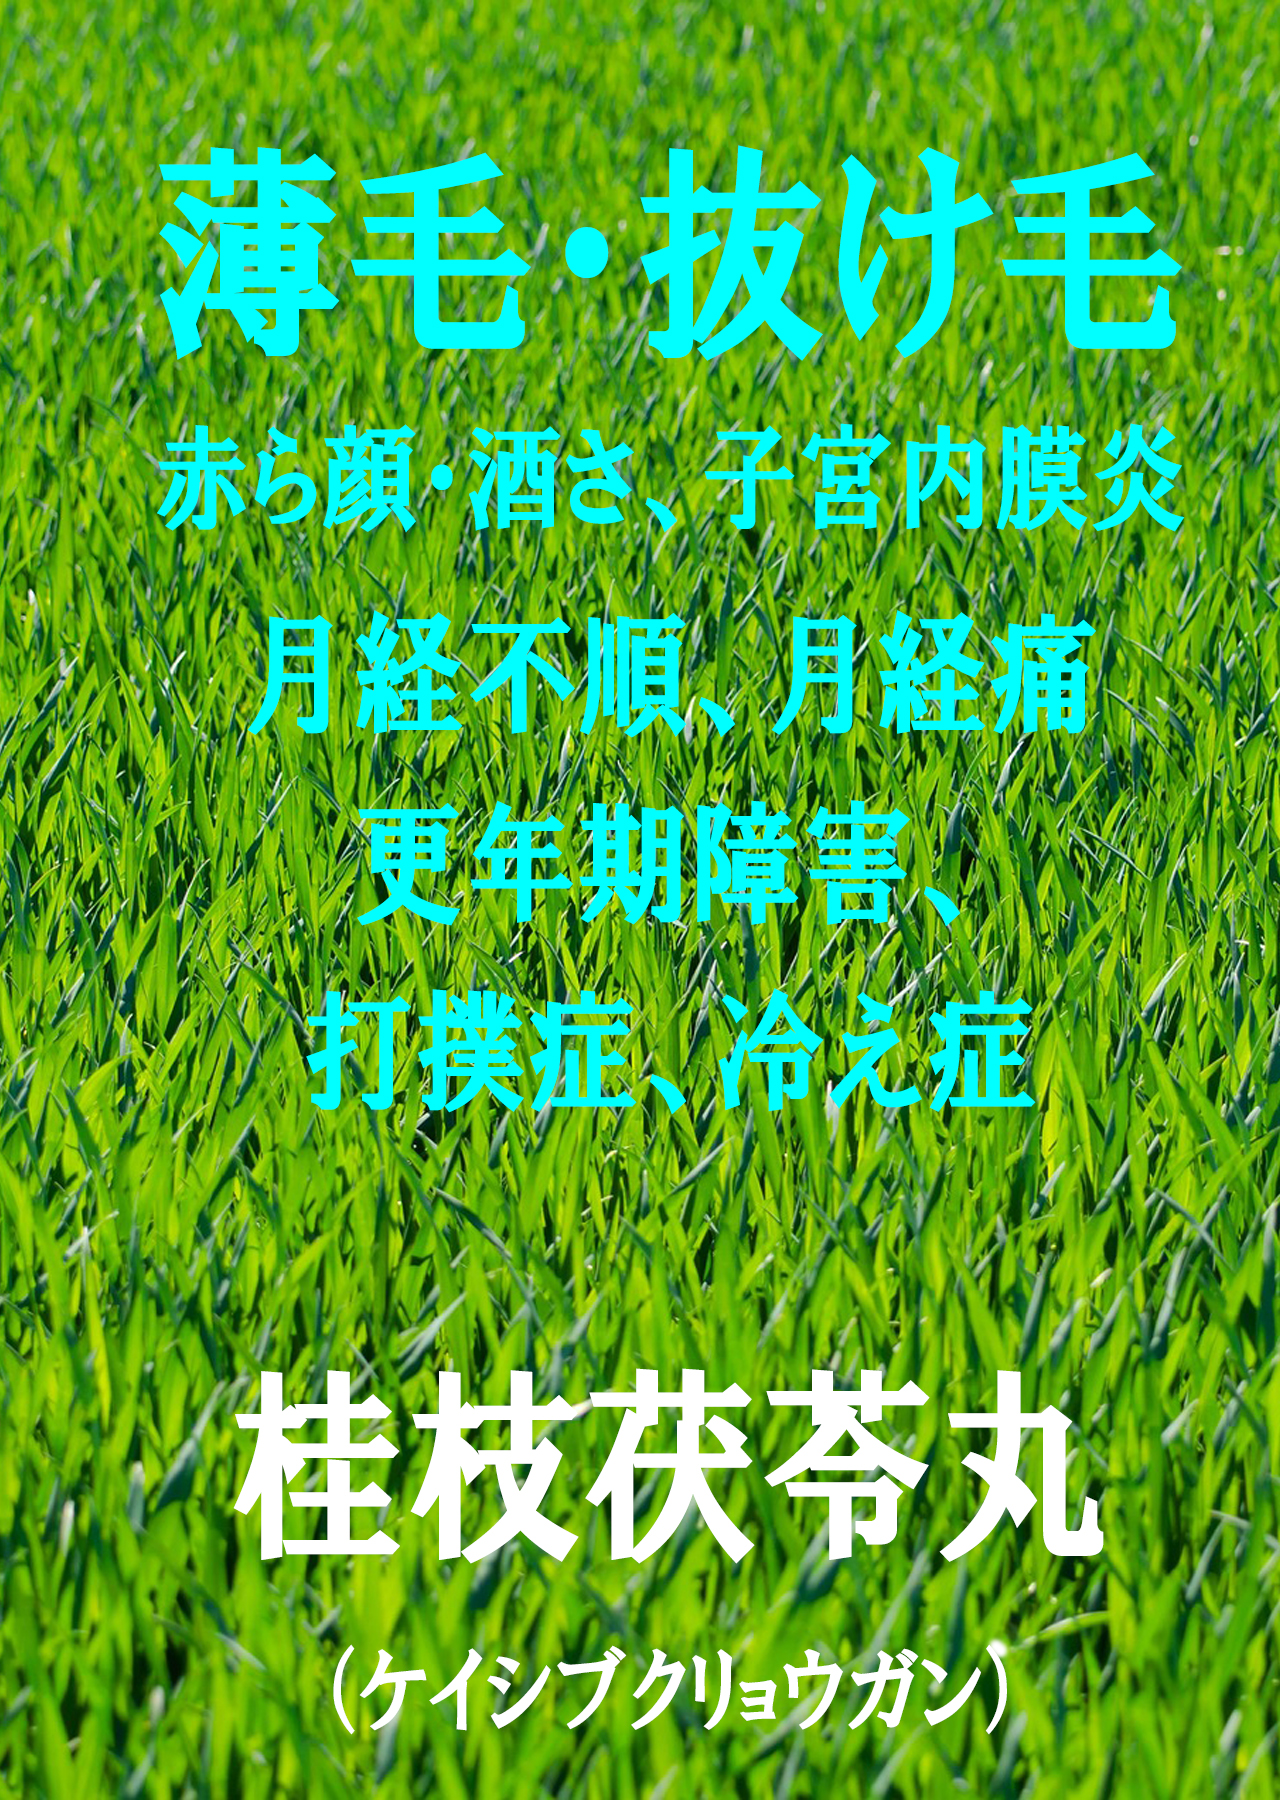 薄毛・抜け毛
赤ら顔・酒さ、子宮内膜炎
月経不順、月経痛
更年期障害、
打撲症、冷え症
桂枝茯苓丸
(ケイシブクリョウガン)